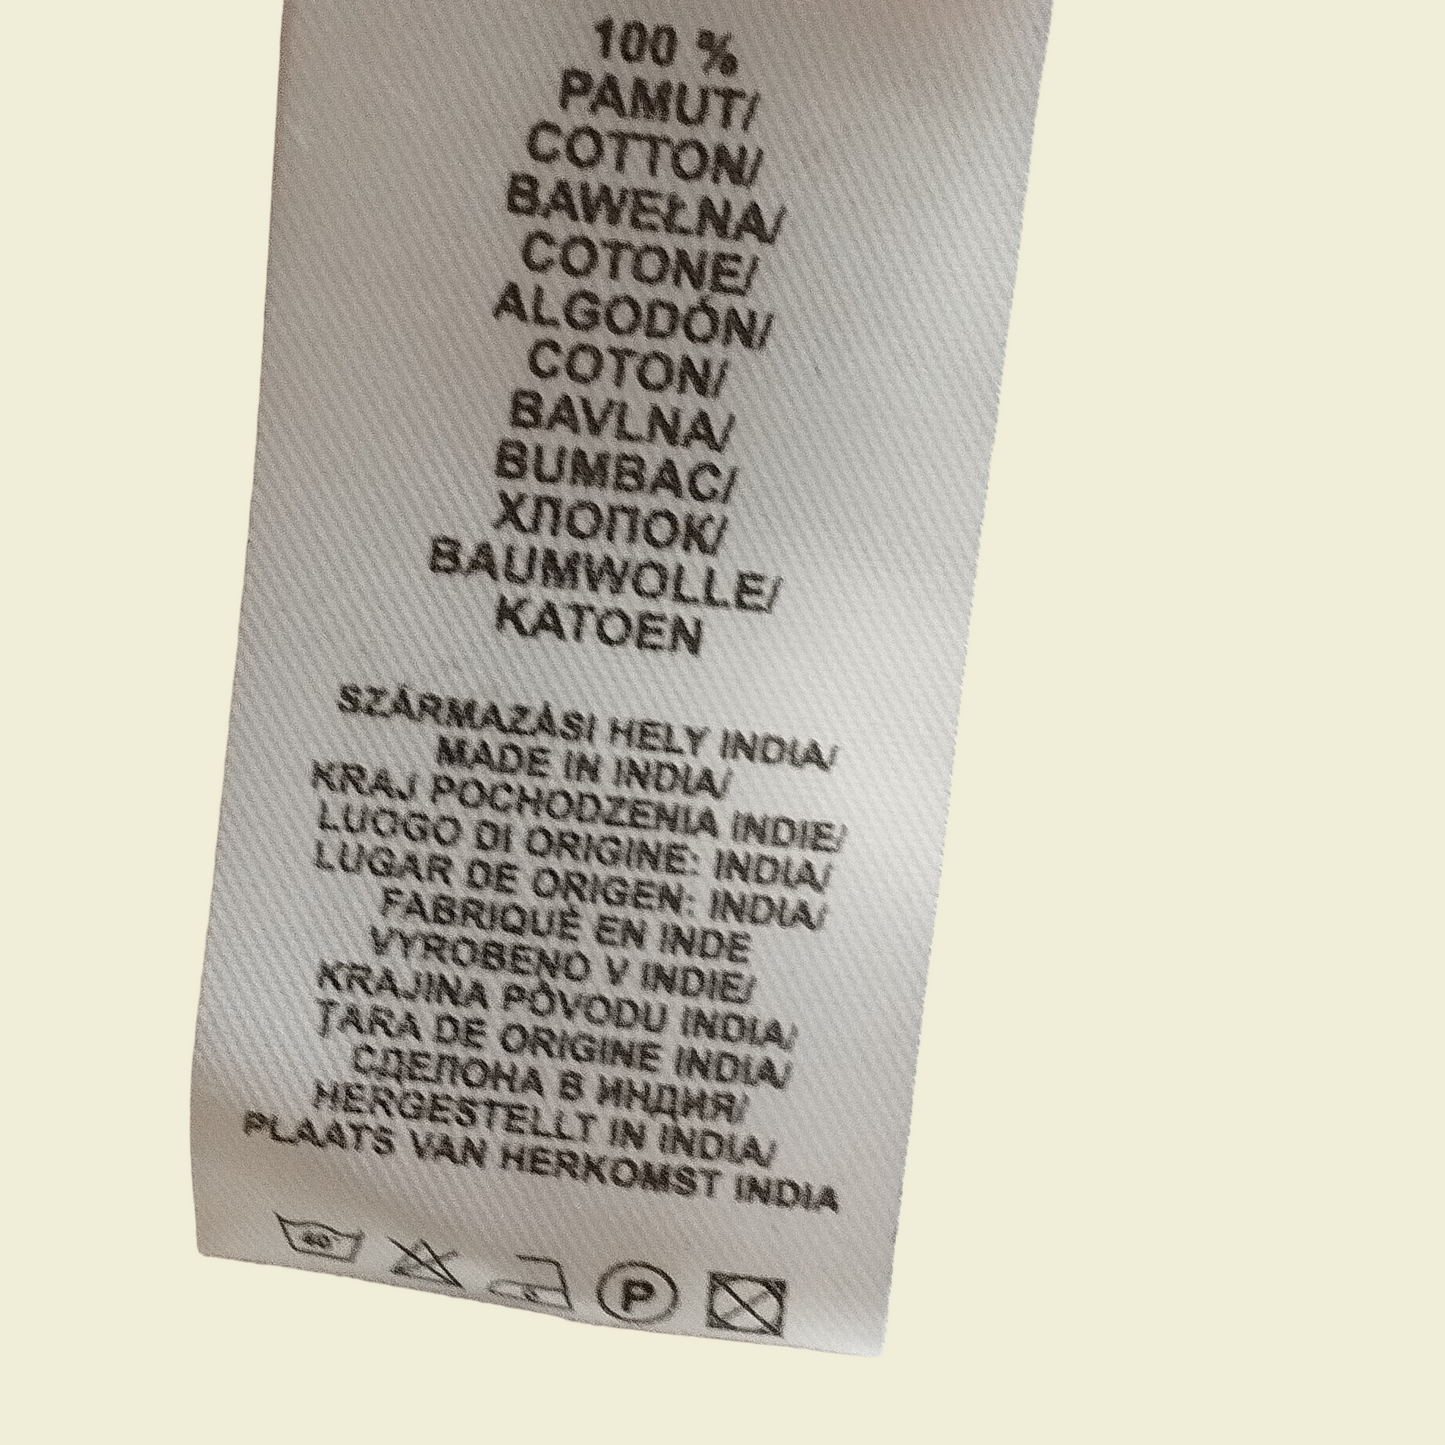 100 %
PAMUT/
COTTON/
BAWEŁNA/
COTONE/
ALGODÓN/
COTON/
BAVLNA/
BUMBAC/
ХЛОПОК/
BAUMWOLLE/
KATOEN
SZÁRMAZÁSI HELY INDIA/
MADE IN INDIA/
KRAJ POCHODZENIA INDIE/
LUOGO DI ORIGINE: INDIA/
LUGAR DE ORIGEN: INDIA/
FABRIQUÉ EN INDE
VYROBENO V INDIE/
KRAJINA PÔVODU INDIA/
ŢARA DE ORIGINE INDIA/
СДЕЛОНА В ИНДИЯ/
HERGESTELLT IN INDIA/
PLAATS VAN HERKOMST INDIA
P